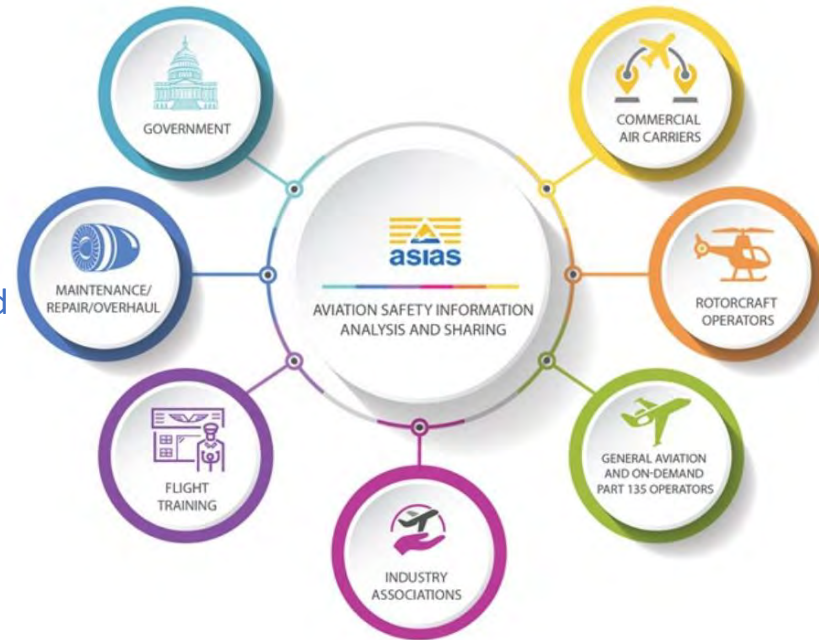 GOVERNMENT
COMMERCIAL
AIR CARRIERS
MAINTENANCE/
REPAIR/OVERHAUL
d
asias
AVIATION SAFETY INFORMATION
ANALYSIS AND SHARING
ROTORCRAFT
OPERATORS
FLIGHT
TRAINING
GENERAL AVIATION
AND ON-DEMAND
PART 135 OPERATORS
INDUSTRY
ASSOCIATIONS